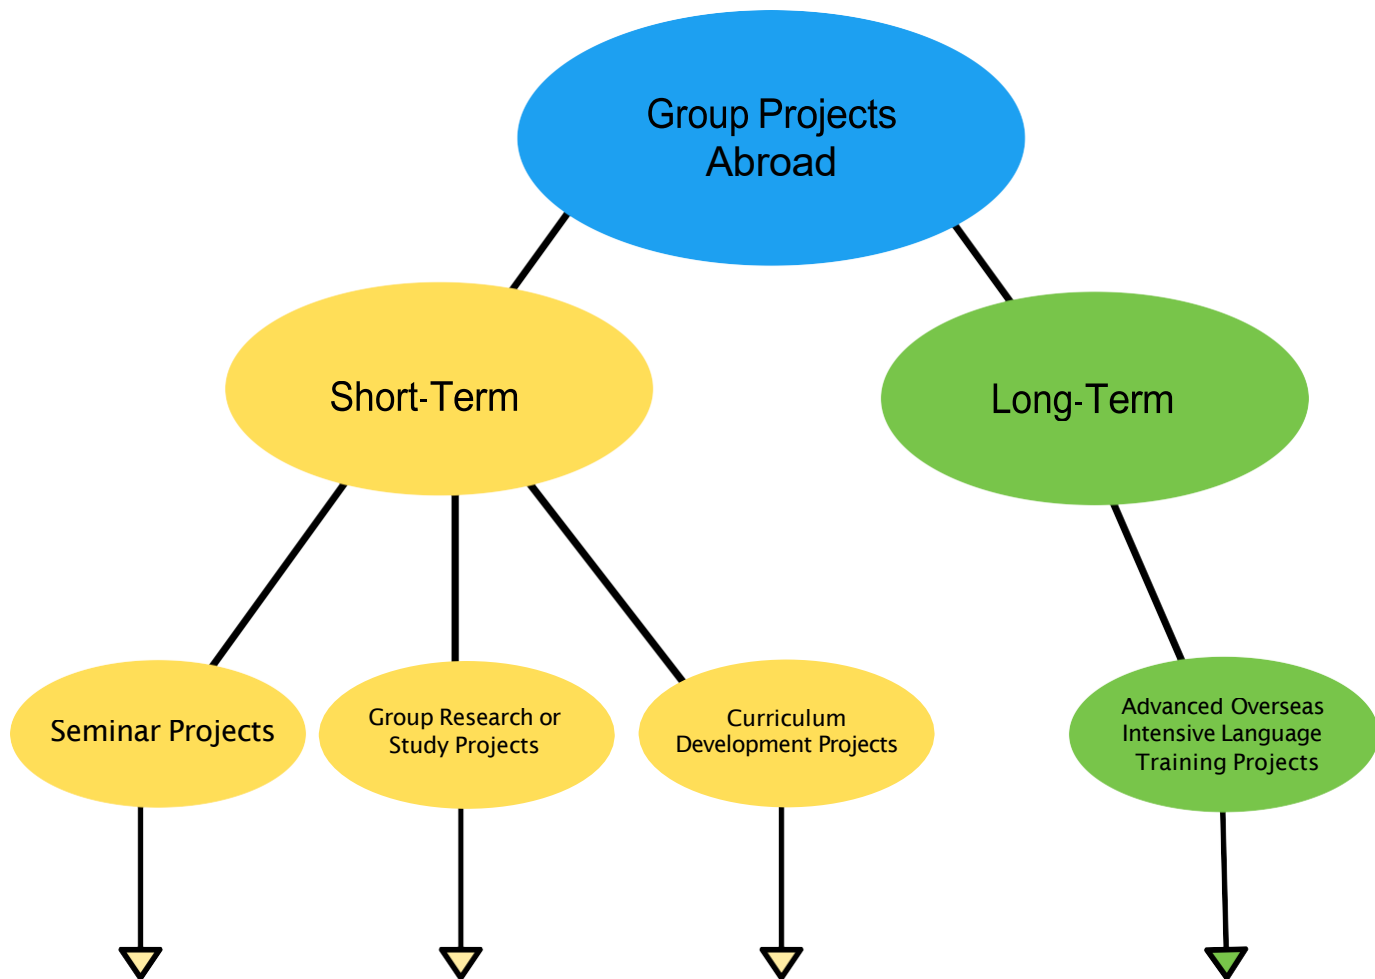 Group Projects
Abroad
Short-Term
Long-Term
Seminar Projects
Group Research or
Study Projects
Curriculum
Development Projects
Advanced Overseas
Intensive Language
Training Projects